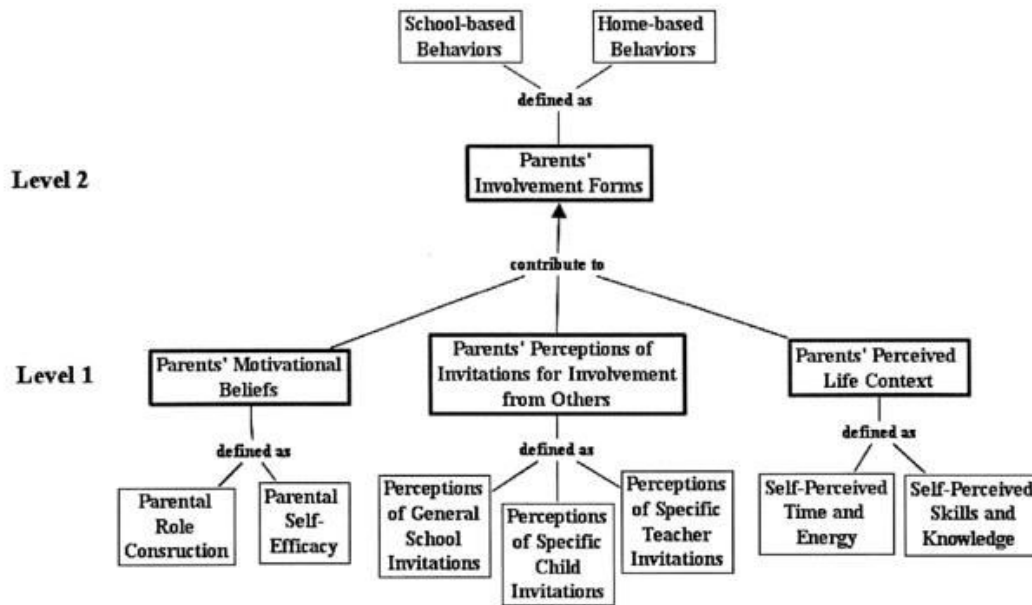 School-based
Behaviors
Home-based
Behaviors
defined as
Parents'
Involvement Forms
Level 2
contribute to
Level 1
Parents' Motivational
Beliefs
Parents' Perceptions of
Invitations for Involvement
from Others
Parents' Perceived
Life Context
defined as
defined as
defined as
Parental
Role
Consruction
Parental
Self-
Efficacy
Perceptions
of General
School
Invitations
Perceptions
of Specific
Child
Invitations
Perceptions
of Specific
Teacher
Invitations
Self-Perceived
Time and
Energy
Self-Perceived
Skills and
Knowledge